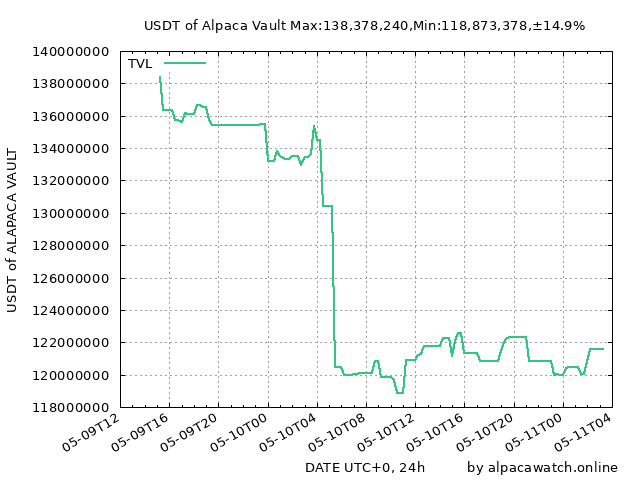 USDT of Alpaca Vault Max:138,378,240,Min:118,873,378,±14.9%
TVL
140000000
138000000
136000000
134000000
132000000
130000000
128000000
126000000
124000000
122000000
120000000
118000000
USDT of ALAPACA VAULT
05-09T12
05-09T16
05-09T20
05-10T00
05-10T04
05-10T08
05-10T12
05-10T16
05-10T20
05-11T00
05-11T04
DATE UTC+0, 24h
by alpacawatch.online